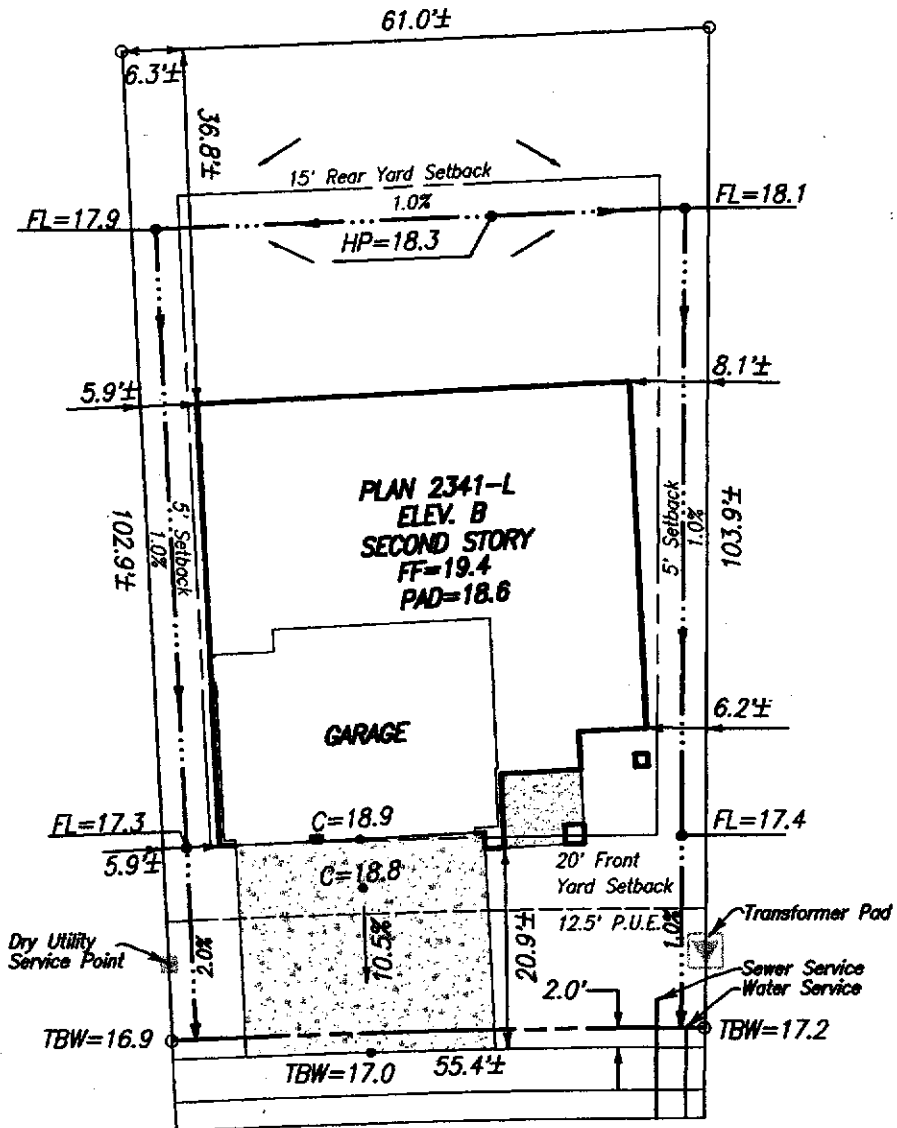 61.0'±
6.3'±
36.8'±
15' Rear Yard Setback
1.0%
FL=17.9
FL=18.1
HP=18.3
5.9'±
8.1'±
PLAN 2341-L
ELEV. B
SECOND STORY
FF=19.4
PAD=18.6
102.9'±
5' Setback
1.0%
5' Setback
1.0%
103.9'±
6.2'±
GARAGE
FL=17.3
C=18.9
FL=17.4
5.9'±
C=18.8
20' Front
Yard Setback
12.5' P.U.E.
1.0%
Transformer Pad
Dry Utility
Service Point
2.0%
10.5%
20.9'±
2.0'
Sewer Service
Water Service
TBW=16.9
TBW=17.2
TBW=17.0
55.4'±